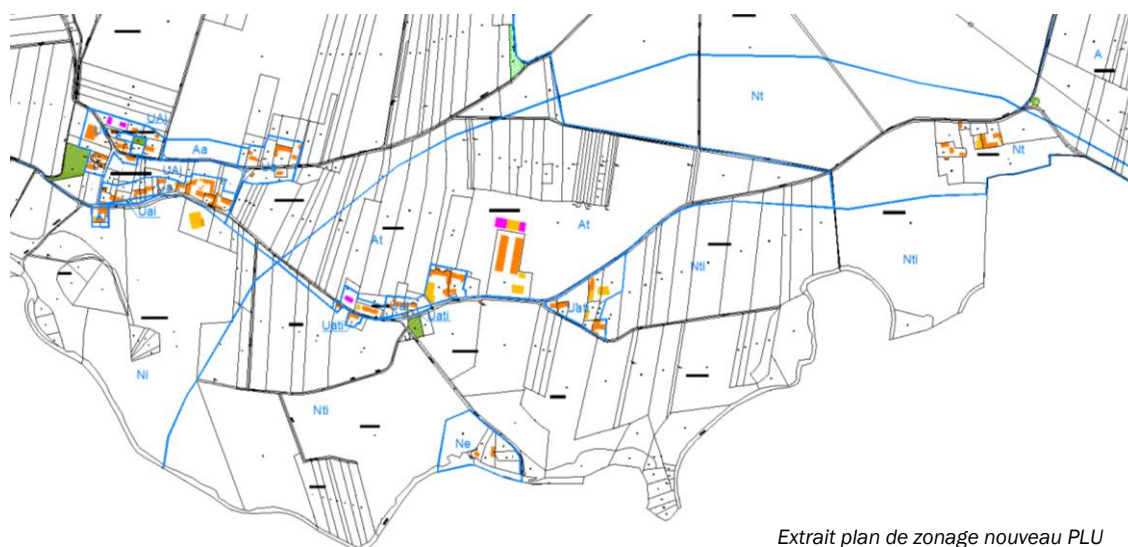 A
UAi
Nt
Aa
Nt
UAi
Uai
At
At
Nti
Nti
Uati
Uati
Uati
Ni
Nti
Ne
Extrait plan de zonage nouveau PLU